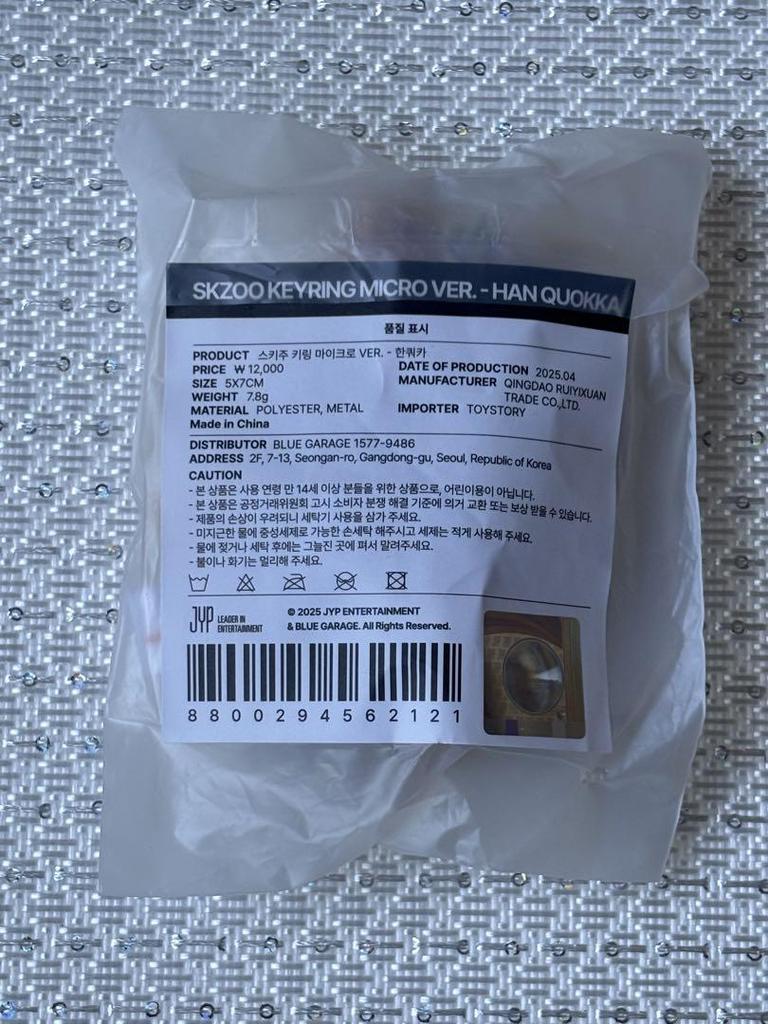 SKZOO KEYRING MICRO VER. - HAN QUOKKA
품질 표시
PRODUCT 스키주 키링 마이크로 VER. - 한쿼카
PRICE ₩ 12,000
SIZE 5X7CM
WEIGHT 7.8g
MATERIAL POLYESTER, METAL
Made in China
DATE OF PRODUCTION 2025.04
MANUFACTURER QINGDAO RUIYIXUAN
TRADE CO.,LTD.
IMPORTER TOYSTORY
DISTRIBUTOR BLUE GARAGE 1577-9486
ADDRESS 2F, 7-13, Seongan-ro, Gangdong-gu, Seoul, Republic of Korea
CAUTION
- 본 상품은 사용 연령 만 14세 이상 분들을 위한 상품으로, 어린이용이 아닙니다.
- 본 상품은 공정거래위원회 고시 소비자 분쟁 해결 기준에 의거 교환 또는 보상 받을 수 있습니다.
- 제품의 손상이 우려되니 세탁기 사용을 삼가 주세요.
- 미지근한 물에 중성세제로 가능한 손세탁 해주시고 세제는 적게 사용해 주세요.
- 물에 젖거나 세탁 후에는 그늘진 곳에 펴서 말려주세요.
- 불이나 화기는 멀리해 주세요.
JYP LEADER IN
ENTERTAINMENT
© 2025 JYP ENTERTAINMENT
& BLUE GARAGE. All Rights Reserved.
8800294562121